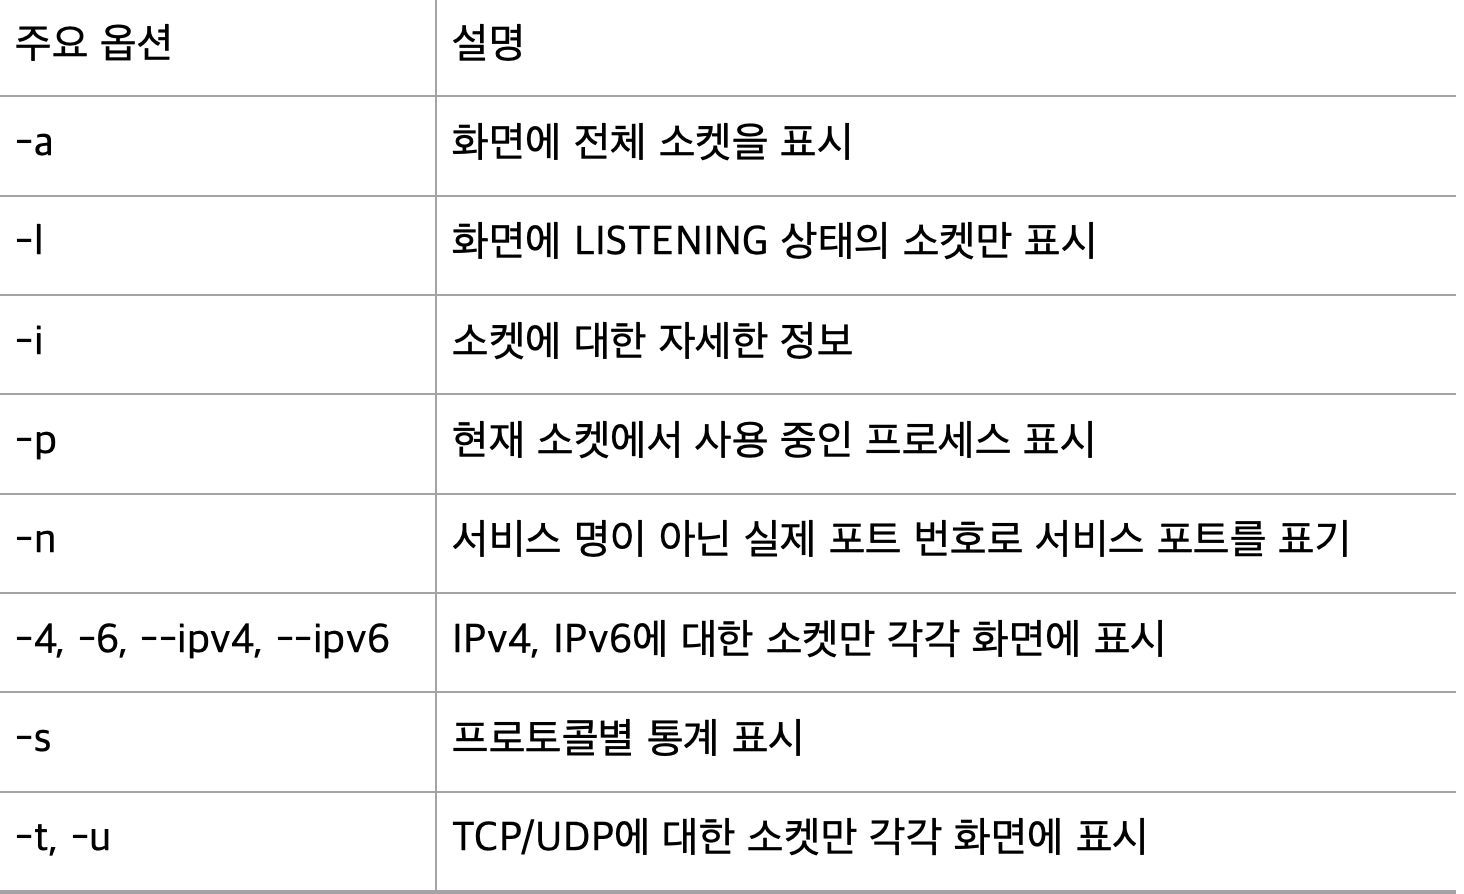 주요 옵션 설명
-a 화면에 전체 소켓을 표시
-l 화면에 LISTENING 상태의 소켓만 표시
-i 소켓에 대한 자세한 정보
-p 현재 소켓에서 사용 중인 프로세스 표시
-n 서비스 명이 아닌 실제 포트 번호로 서비스 포트를 표기
-4, -6, --ipv4, --ipv6 IPv4, IPv6에 대한 소켓만 각각 화면에 표시
-s 프로토콜별 통계 표시
-t, -u TCP/UDP에 대한 소켓만 각각 화면에 표시